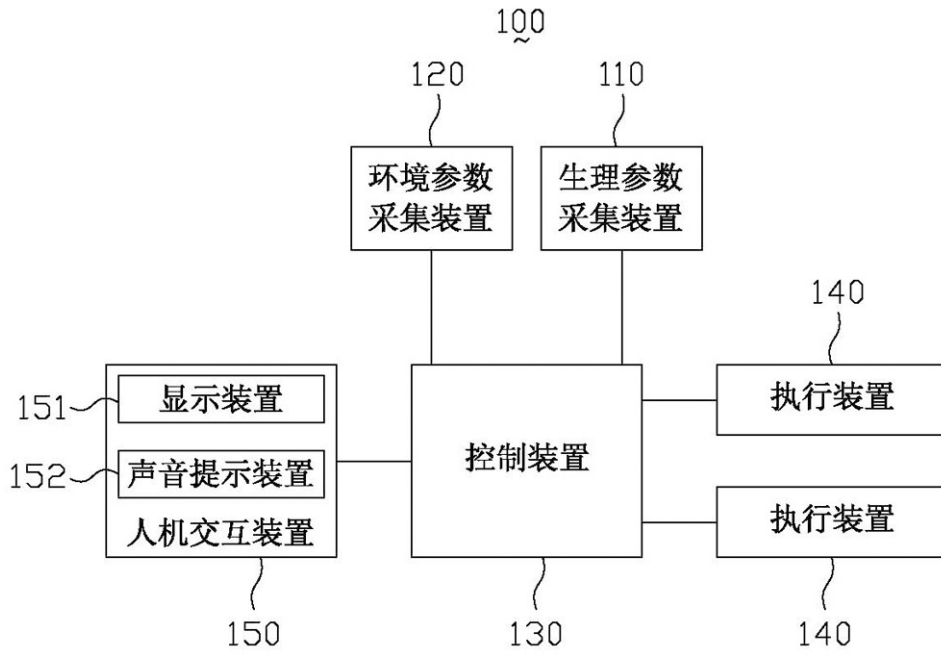 100
120
110
环境参数
采集装置
生理参数
采集装置
140
151
显示装置
控制装置
执行装置
152
声音提示装置
人机交互装置
执行装置
150
130
140